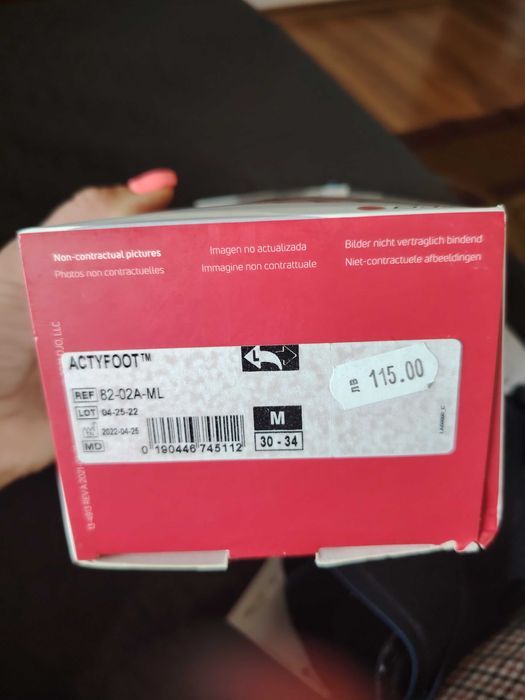 Non-contractual pictures
Photos non contractuelles
Imagen no actualizada
Immagine non contrattuale
Bilder nicht vertraglich bindend
Niet-contractuele afbeeldingen
ACTYFOOT™
L
REF 82-02A-ML
LOT 04-25-22
2022-04-25
MD
0 190446 745112
M
30 - 34
лв 115.00